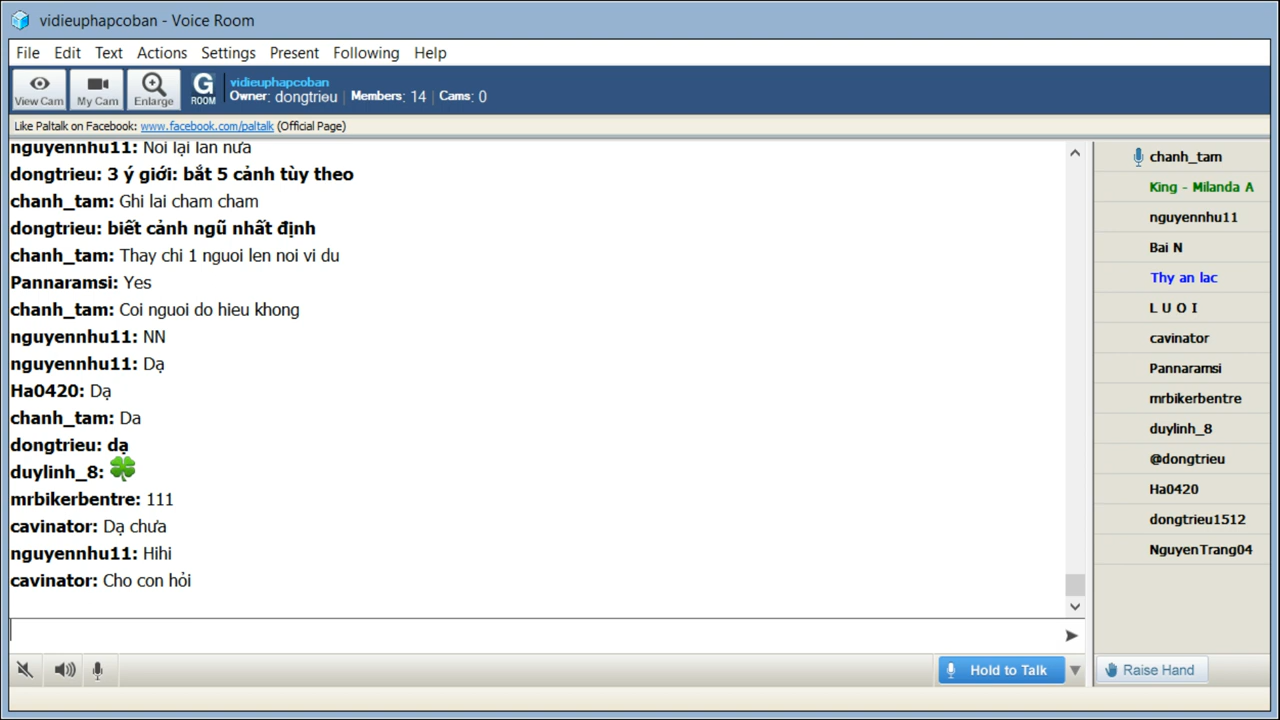 vidieuphapcoban - Voice Room
File Edit Text Actions Settings Present Following Help
View Cam
My Cam
Enlarge
G
ROOM
vidieuphapcoban
Owner: dongtrieu | Members: 14 | Cams: 0
Like Paltalk on Facebook: www.facebook.com/paltalk (Official Page)
nguyennhu11: Nói lại lần nữa
dongtrieu: 3 ý giới: bắt 5 cảnh tùy theo
chanh_tam: Ghi lai cham cham
dongtrieu: biết cảnh ngũ nhất định
chanh_tam: Thay chi 1 nguoi len noi vi du
Pannaramsi: Yes
chanh_tam: Coi nguoi do hieu khong
nguyennhu11: NN
nguyennhu11: Dạ
Ha0420: Dạ
chanh_tam: Da
dongtrieu: dạ
duylinh_8:
mrbikerbentre: 111
cavinator: Dạ chưa
nguyennhu11: Hihi
cavinator: Cho con hỏi
chanh_tam
King - Milanda A
nguyennhu11
Bai N
Thy an lac
L U O I
cavinator
Pannaramsi
mrbikerbentre
duylinh_8
@dongtrieu
Ha0420
dongtrieu1512
NguyenTrang04
Hold to Talk
Raise Hand